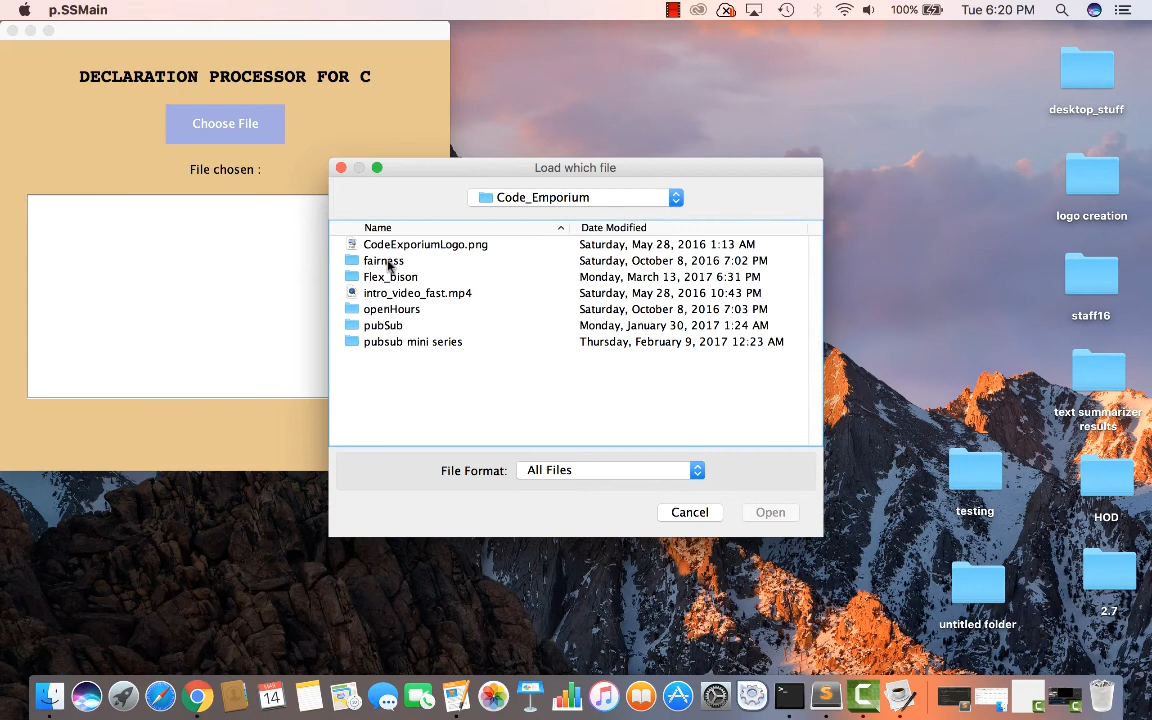 p.SSMain
100%
Tue 6:20 PM
DECLARATION PROCESSOR FOR C
Choose File
File chosen :
Load which file
Code_Emporium
Name Date Modified
CodeExporiumLogo.png Saturday, May 28, 2016 1:13 AM
fairness Saturday, October 8, 2016 7:02 PM
Flex_bison Monday, March 13, 2017 6:31 PM
intro_video_fast.mp4 Saturday, May 28, 2016 10:43 PM
openHours Saturday, October 8, 2016 7:03 PM
pubSub Monday, January 30, 2017 1:24 AM
pubsub mini series Thursday, February 9, 2017 12:23 AM
File Format: All Files
Cancel Open
desktop_stuff
logo creation
staff16
text summarizer
results
testing
HOD
2.7
untitled folder
14